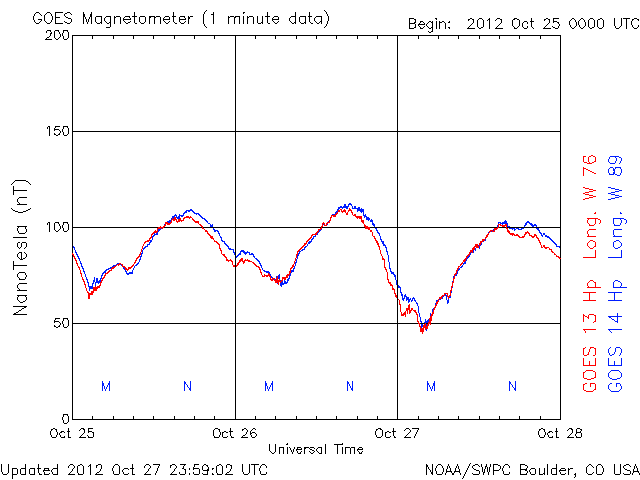 GOES Magnetometer (1 minute data)
Begin: 2012 Oct 25 0000 UTC
200
150
100
50
0
NanoTesla (nT)
M N M N M N
Oct 25 Oct 26 Oct 27 Oct 28
Universal Time
GOES 13 Hp Long. W 76
GOES 14 Hp Long. W 89
Updated 2012 Oct 27 23:59:02 UTC
NOAA/SWPC Boulder, CO USA